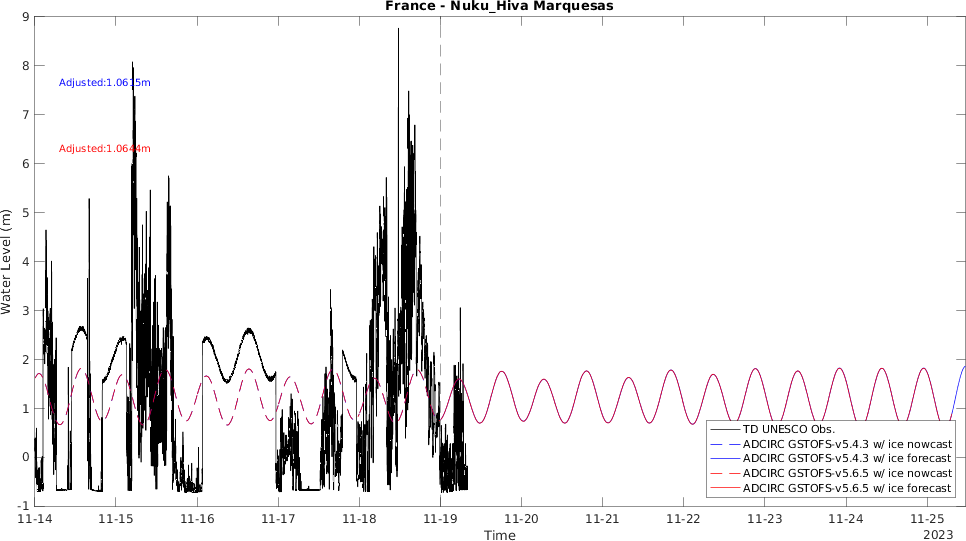 France - Nuku_Hiva Marquesas
9
8
7
6
5
4
3
2
1
0
-1
Water Level (m)
Adjusted:1.0615m
Adjusted:1.0644m
TD UNESCO Obs.
ADCIRC GSTOFS-v5.4.3 w/ ice nowcast
ADCIRC GSTOFS-v5.4.3 w/ ice forecast
ADCIRC GSTOFS-v5.6.5 w/ ice nowcast
ADCIRC GSTOFS-v5.6.5 w/ ice forecast
11-14 11-15 11-16 11-17 11-18 11-19 11-20 11-21 11-22 11-23 11-24 11-25
2023
Time